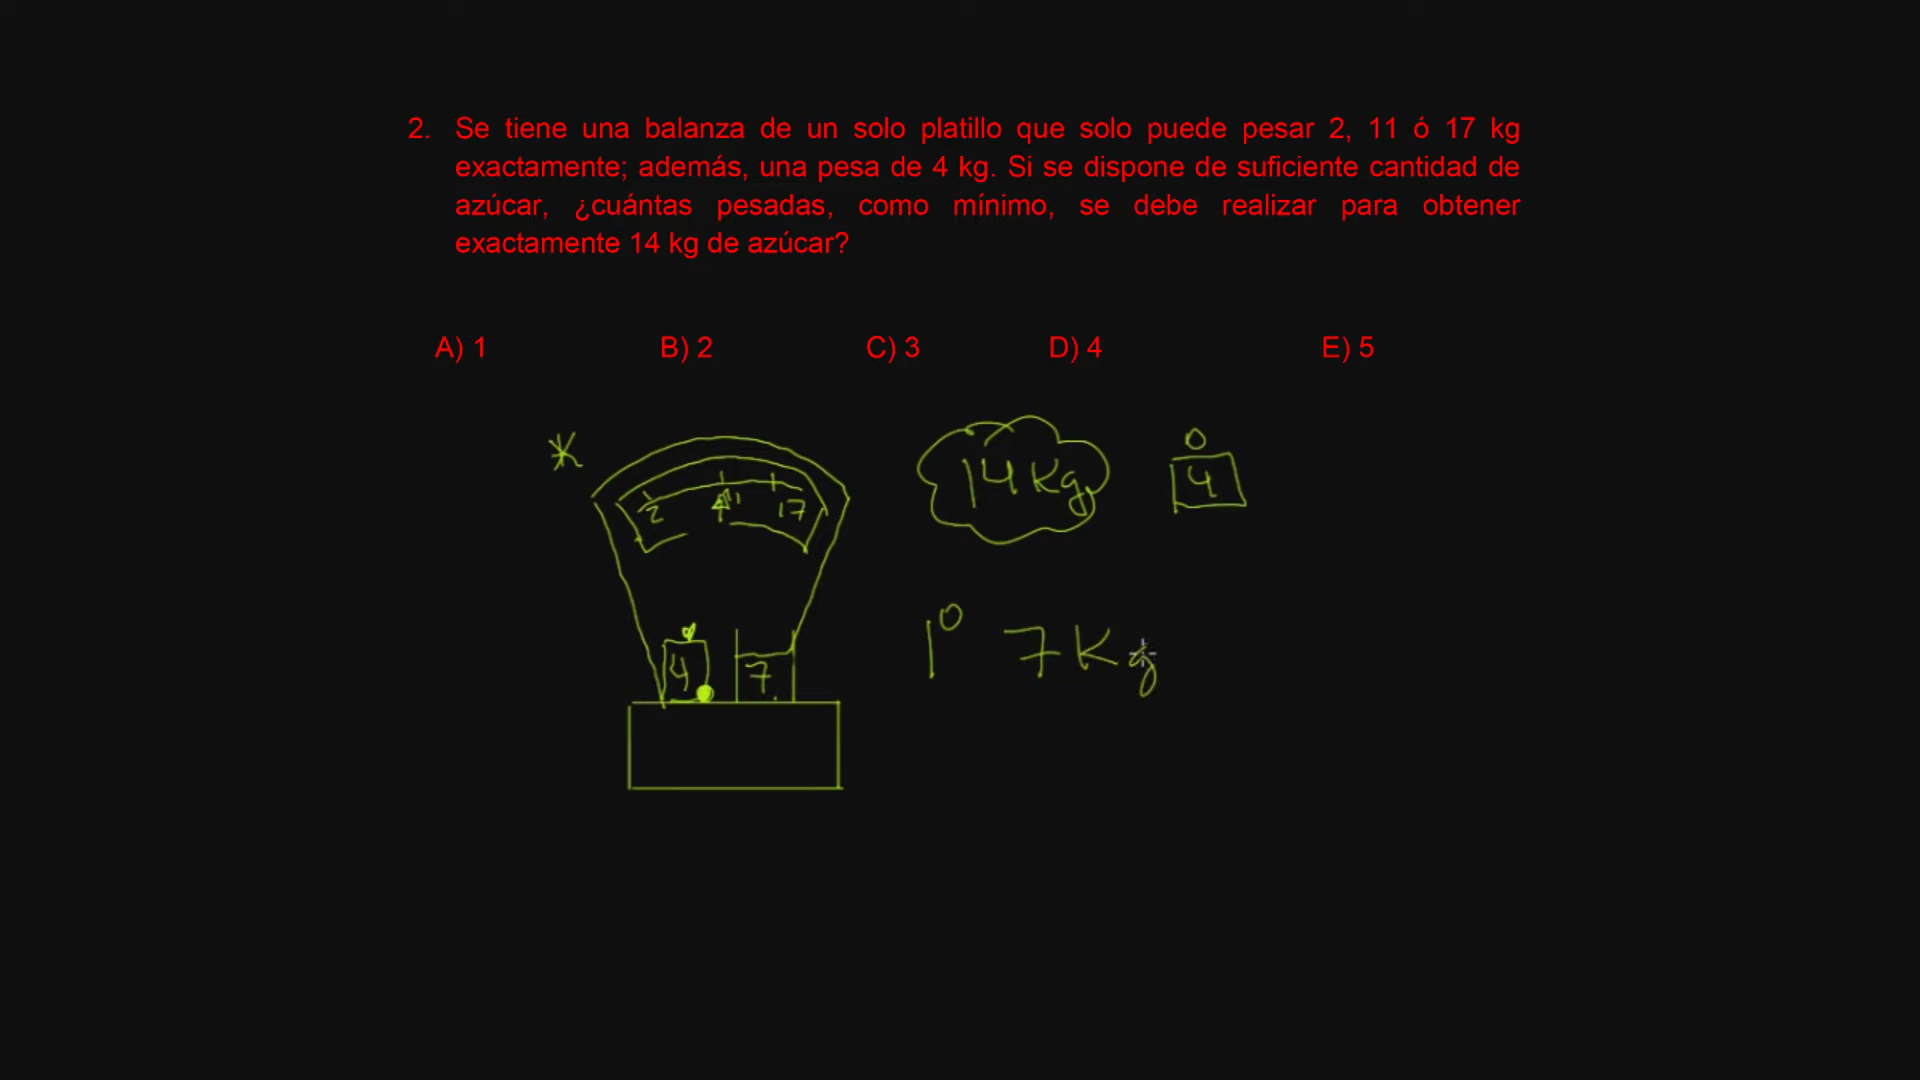 2. Se tiene una balanza de un solo platillo que solo puede pesar 2, 11 ó 17 kg
exactamente; además, una pesa de 4 kg. Si se dispone de suficiente cantidad de
azúcar, ¿cuántas pesadas, como mínimo, se debe realizar para obtener
exactamente 14 kg de azúcar?
A) 1 B) 2 C) 3 D) 4 E) 5
*
2 11 17
14 Kg
4
4 7
1° 7 Kg